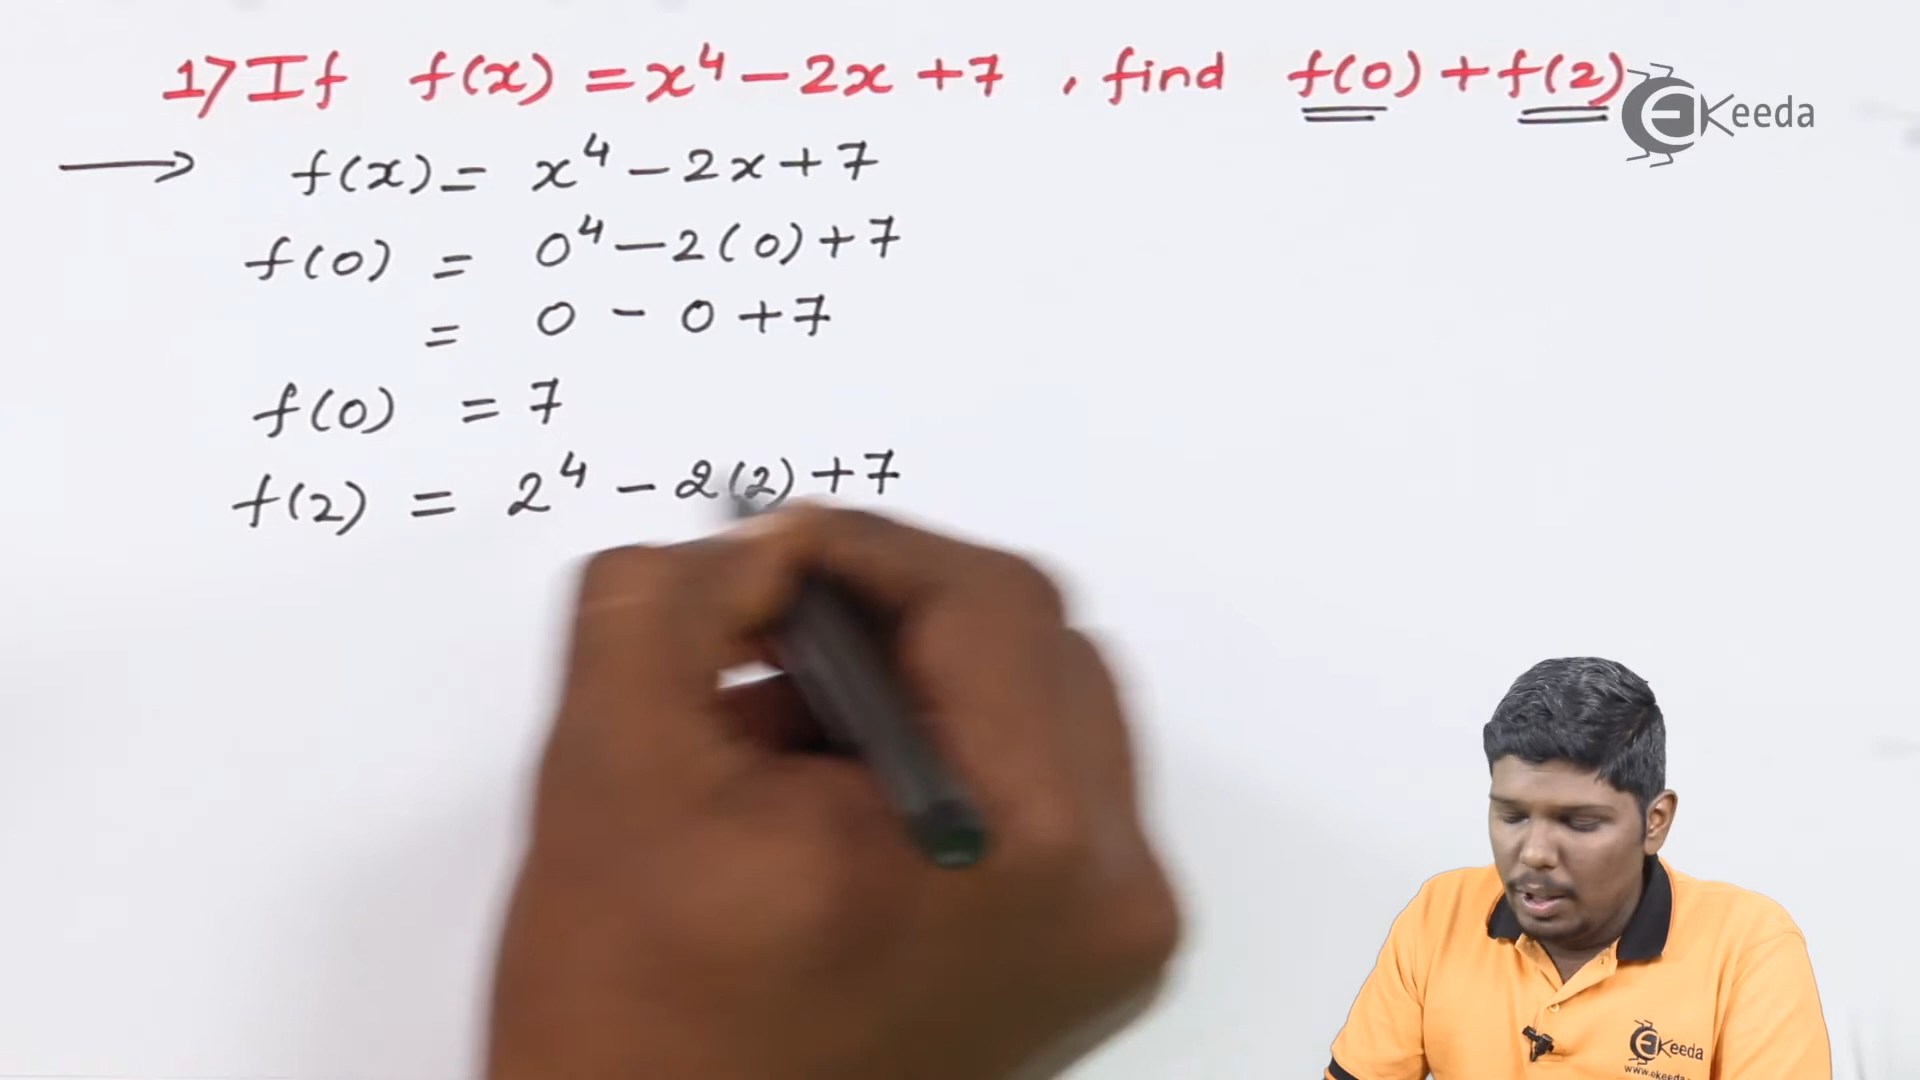 1) If f(x) = x⁴ - 2x + 7 , find f(0) + f(2)
EKeeda
f(x) = x⁴ - 2x + 7
f(0) = 0⁴ - 2(0) + 7
= 0 - 0 + 7
f(0) = 7
f(2) = 2⁴ - 2(2) + 7
EKeeda